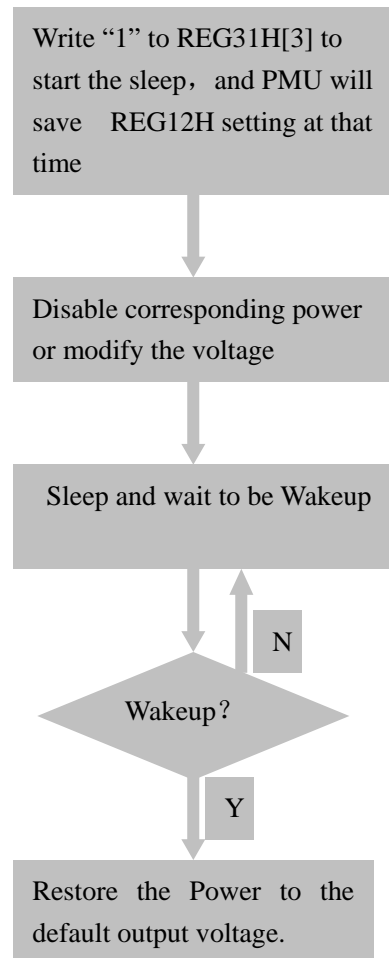 Write “1” to REG31H[3] to
start the sleep，and PMU will
save REG12H setting at that
time
Disable corresponding power
or modify the voltage
Sleep and wait to be Wakeup
N
Wakeup？
Y
Restore the Power to the
default output voltage.